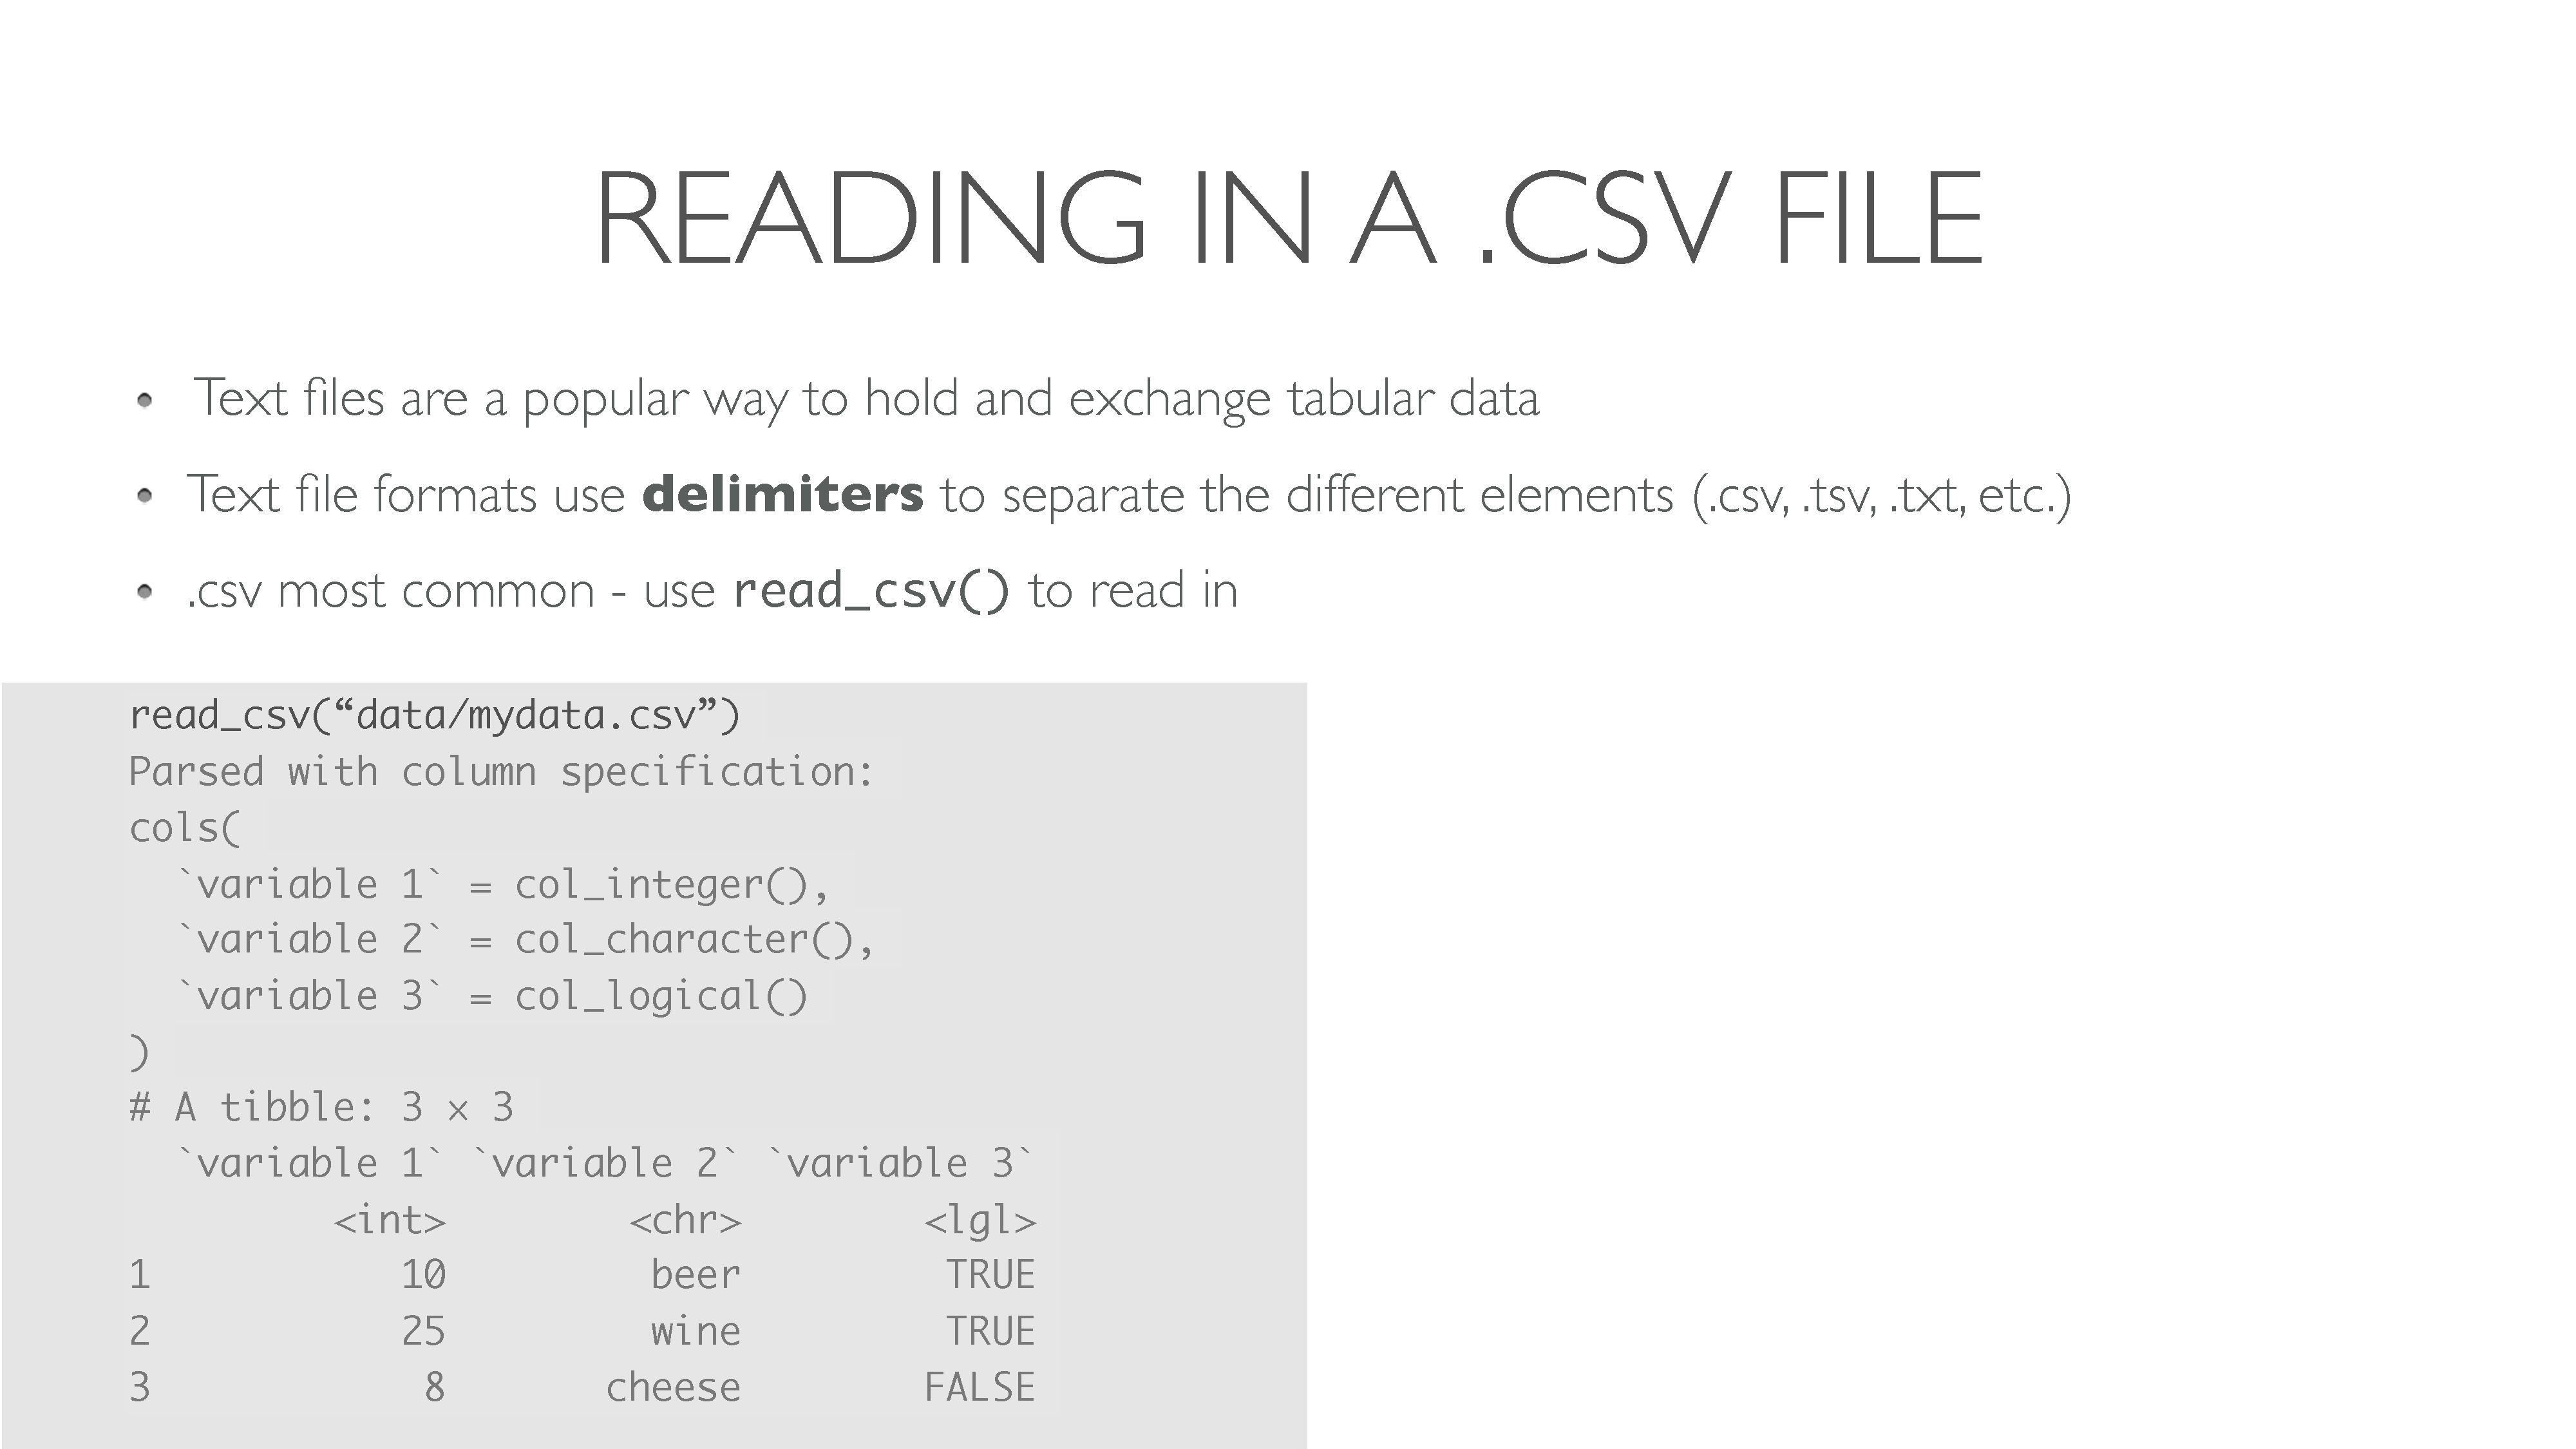 READING IN A .CSV FILE
• Text files are a popular way to hold and exchange tabular data
• Text file formats use delimiters to separate the different elements (.csv, .tsv, .txt, etc.)
• .csv most common - use read_csv() to read in
read_csv(“data/mydata.csv”)
Parsed with column specification:
cols(
  `variable 1` = col_integer(),
  `variable 2` = col_character(),
  `variable 3` = col_logical()
)
# A tibble: 3 × 3
  `variable 1` `variable 2` `variable 3`
         <int>        <chr>        <lgl>
1           10         beer         TRUE
2           25         wine         TRUE
3            8       cheese        FALSE